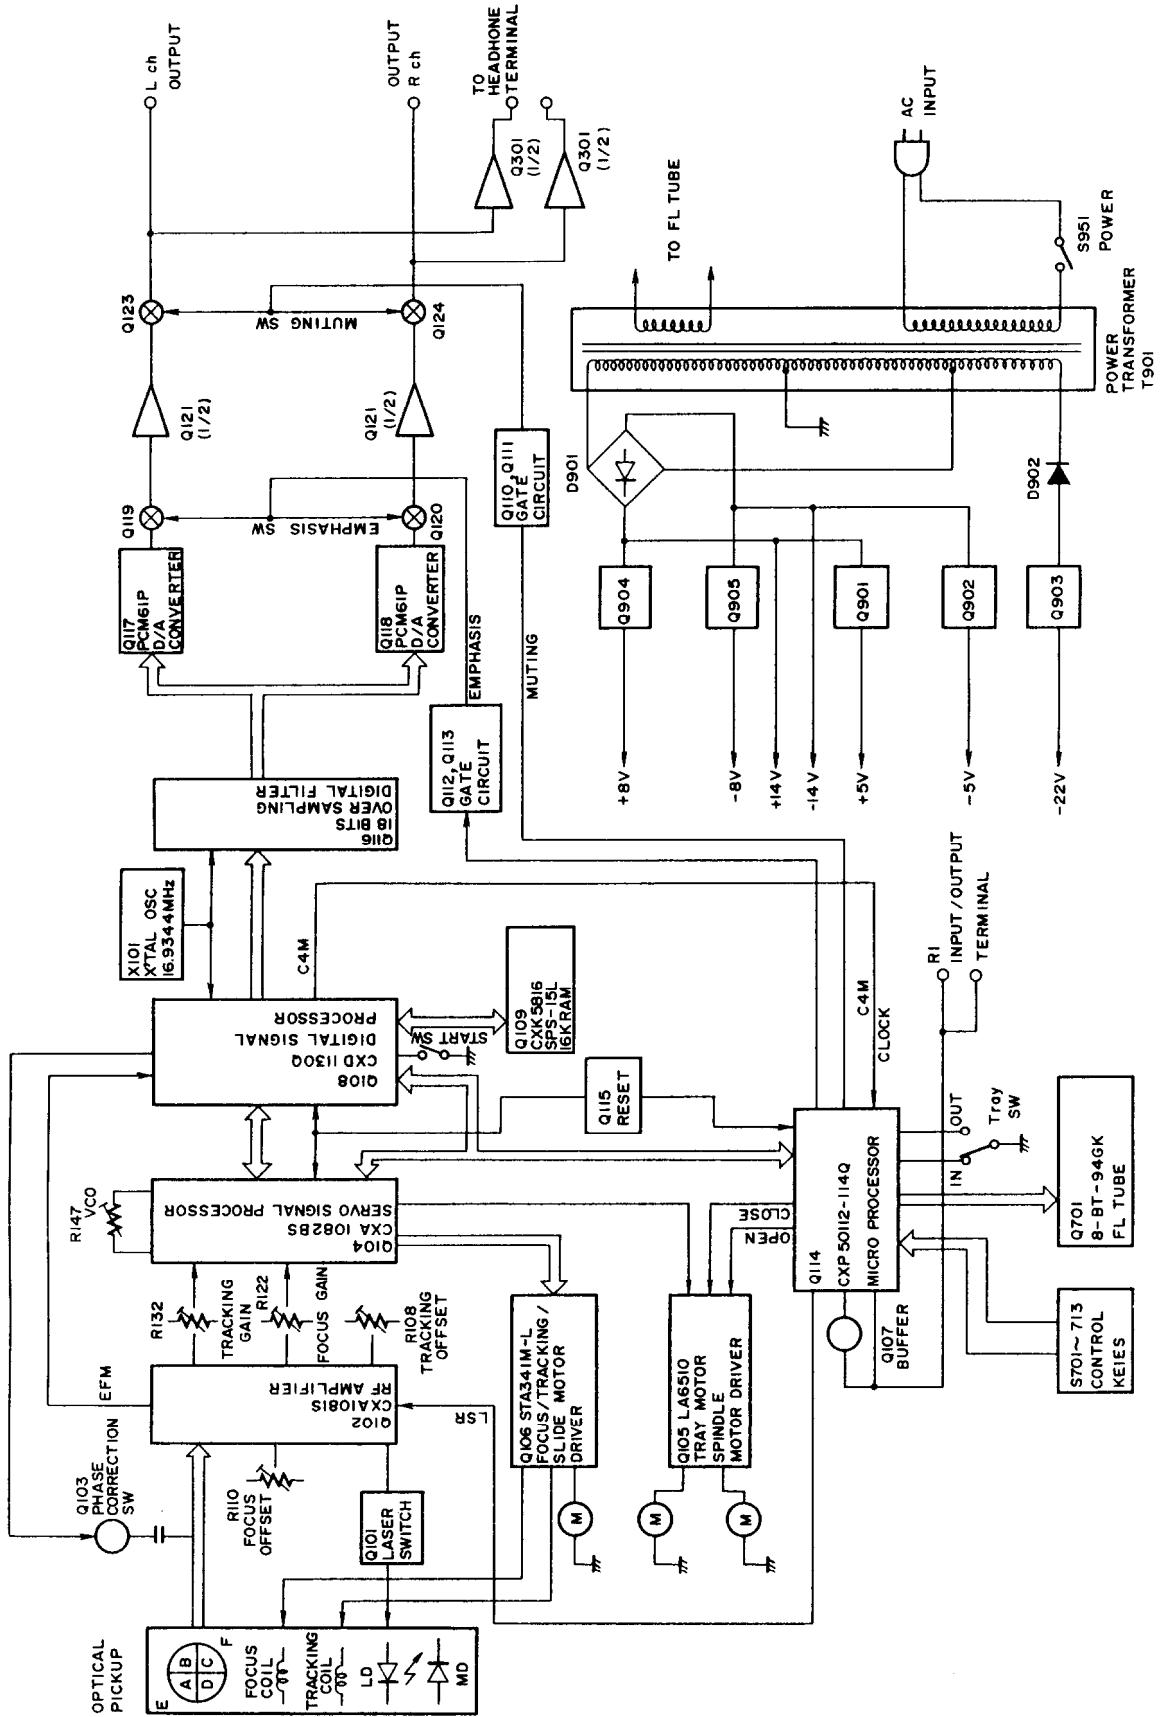 OPTICAL
PICKUP
E
A B
D C
F
FOCUS
COIL
TRACKING
COIL
LD
MD
Q103
PHASE
CORRECTION
SW
R110
FOCUS
OFFSET
Q101
LASER
SWITCH
EFM
Q102
CXA1081S
RF AMPLIFIER
LSR
R132
TRACKING
GAIN
R122
FOCUS GAIN
R108
TRACKING
OFFSET
R147
VCO
Q104
CXA 1082BS
SERVO SIGNAL PROCESSOR
Q108
CXD 1130Q
DIGITAL SIGNAL
PROCESSOR
START SW
X101
X'TAL OSC
16.9344MHz
C4M
Q109
CXK5816
SPS-15L
16K RAM
Q116
18 BITS
OVER SAMPLING
DIGITAL FILTER
Q117
PCM61P
D/A
CONVERTER
Q118
PCM61P
D/A
CONVERTER
Q119
EMPHASIS
SW
Q120
Q121
(1/2)
Q121
(1/2)
Q123
MUTING
SW
Q124
L ch
OUTPUT
OUTPUT
R ch
TO
HEADHONE
TERMINAL
Q301
(1/2)
Q301
(1/2)
Q112, Q113
GATE
CIRCUIT
EMPHASIS
Q110, Q111
GATE
CIRCUIT
MUTING
Q106 STA341M-L
FOCUS/TRACKING/
SLIDE MOTOR
DRIVER
M
Q105 LA6510
TRAY MOTOR
SPINDLE
MOTOR DRIVER
M
M
Q115
RESET
OPEN
CLOSE
Q114
CXP50112-114Q
MICRO PROCESSOR
Q107
BUFFER
C4M
CLOCK
IN
OUT
Tray
SW
R1
INPUT/OUTPUT
TERMINAL
S701~713
CONTROL
KEIES
Q701
8-BT-94GK
FL TUBE
+8V
-8V
+14V
-14V
+5V
-5V
-22V
Q904
Q905
Q901
Q902
Q903
D901
D902
TO FL TUBE
POWER
TRANSFORMER
T901
S951
POWER
AC
INPUT